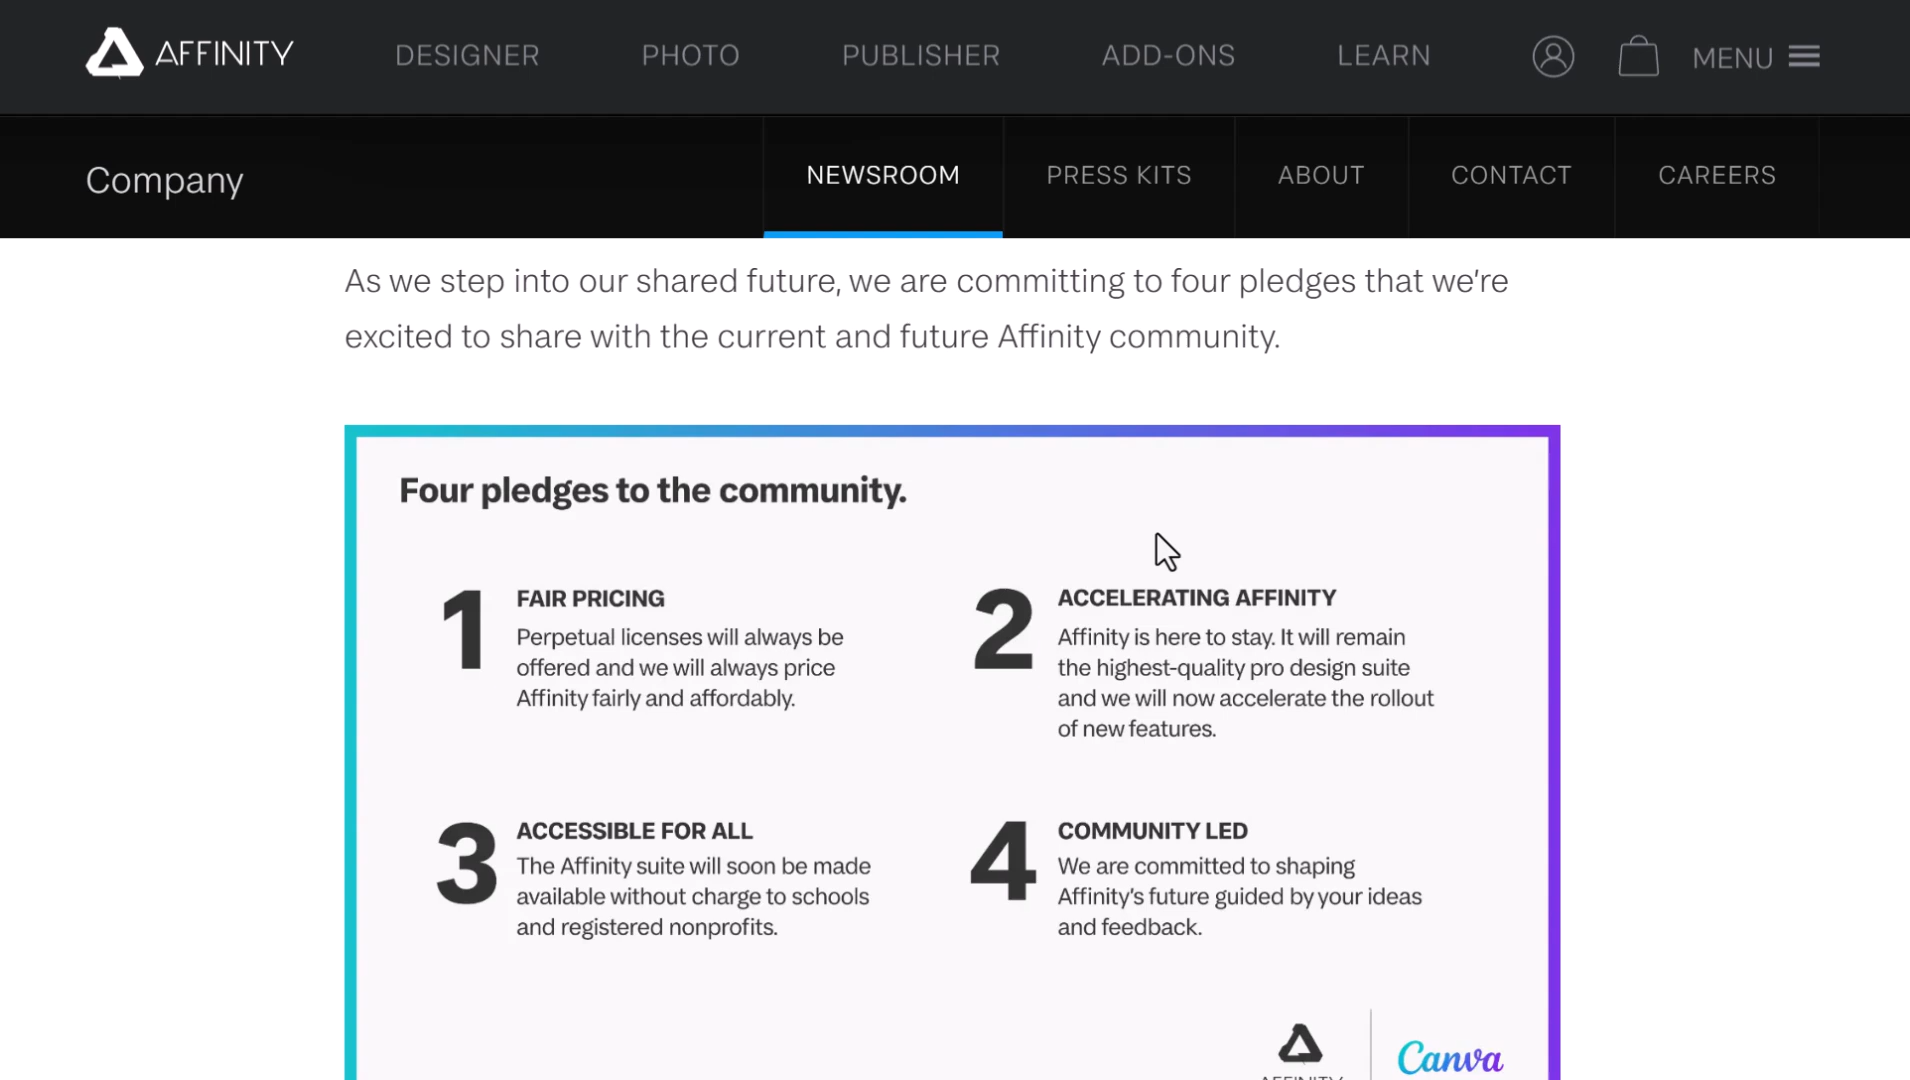 AFFINITY DESIGNER PHOTO PUBLISHER ADD-ONS LEARN MENU
Company NEWSROOM PRESS KITS ABOUT CONTACT CAREERS
As we step into our shared future, we are committing to four pledges that we’re
excited to share with the current and future Affinity community.
Four pledges to the community.
1 FAIR PRICING
Perpetual licenses will always be
offered and we will always price
Affinity fairly and affordably.
2 ACCELERATING AFFINITY
Affinity is here to stay. It will remain
the highest-quality pro design suite
and we will now accelerate the rollout
of new features.
3 ACCESSIBLE FOR ALL
The Affinity suite will soon be made
available without charge to schools
and registered nonprofits.
4 COMMUNITY LED
We are committed to shaping
Affinity’s future guided by your ideas
and feedback.
AFFINITY
Canva